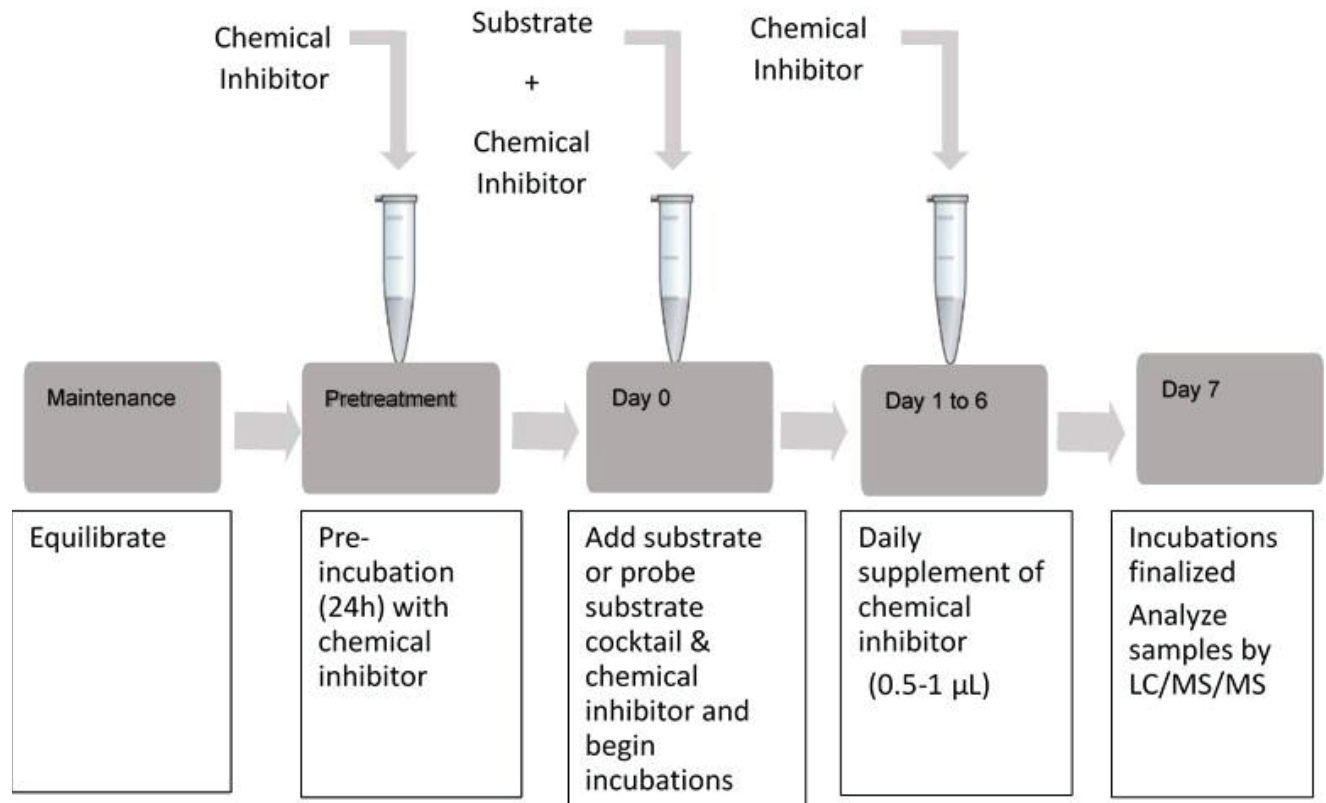 Chemical
Inhibitor
Substrate
+
Chemical
Inhibitor
Chemical
Inhibitor
Maintenance
Pretreatment
Day 0
Day 1 to 6
Day 7
Equilibrate
Pre-
incubation
(24h) with
chemical
inhibitor
Add substrate
or probe
substrate
cocktail &
chemical
inhibitor and
begin
incubations
Daily
supplement of
chemical
inhibitor
(0.5-1 µL)
Incubations
finalized
Analyze
samples by
LC/MS/MS